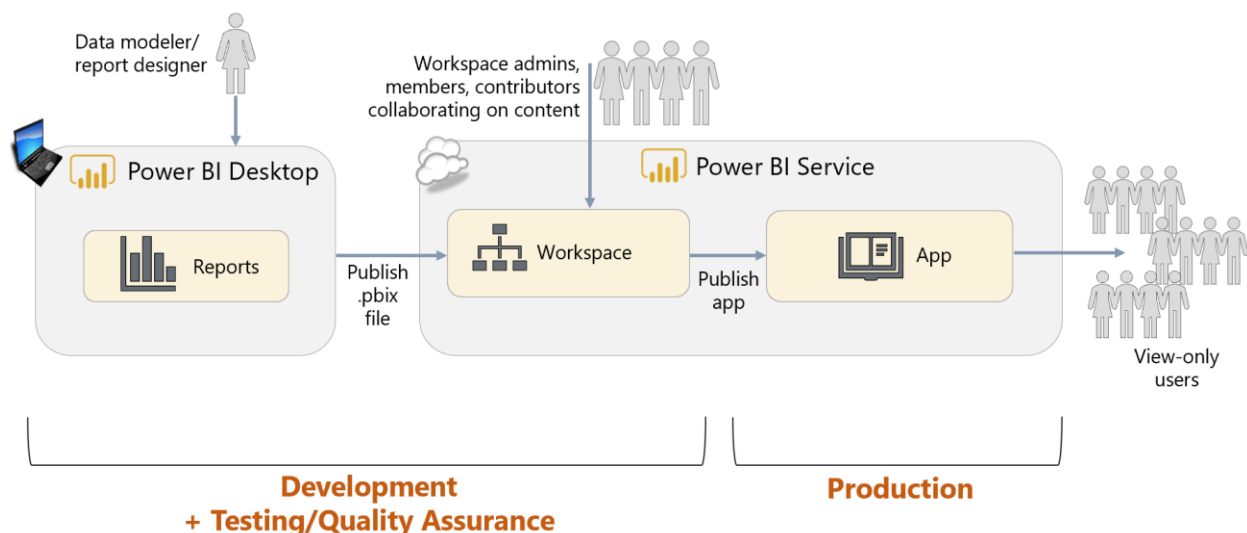 Data modeler/
report designer
Workspace admins,
members, contributors
collaborating on content
Power BI Desktop
Power BI Service
Reports
Workspace
App
Publish
.pbix
file
Publish
app
View-only
users
Development
+ Testing/Quality Assurance
Production